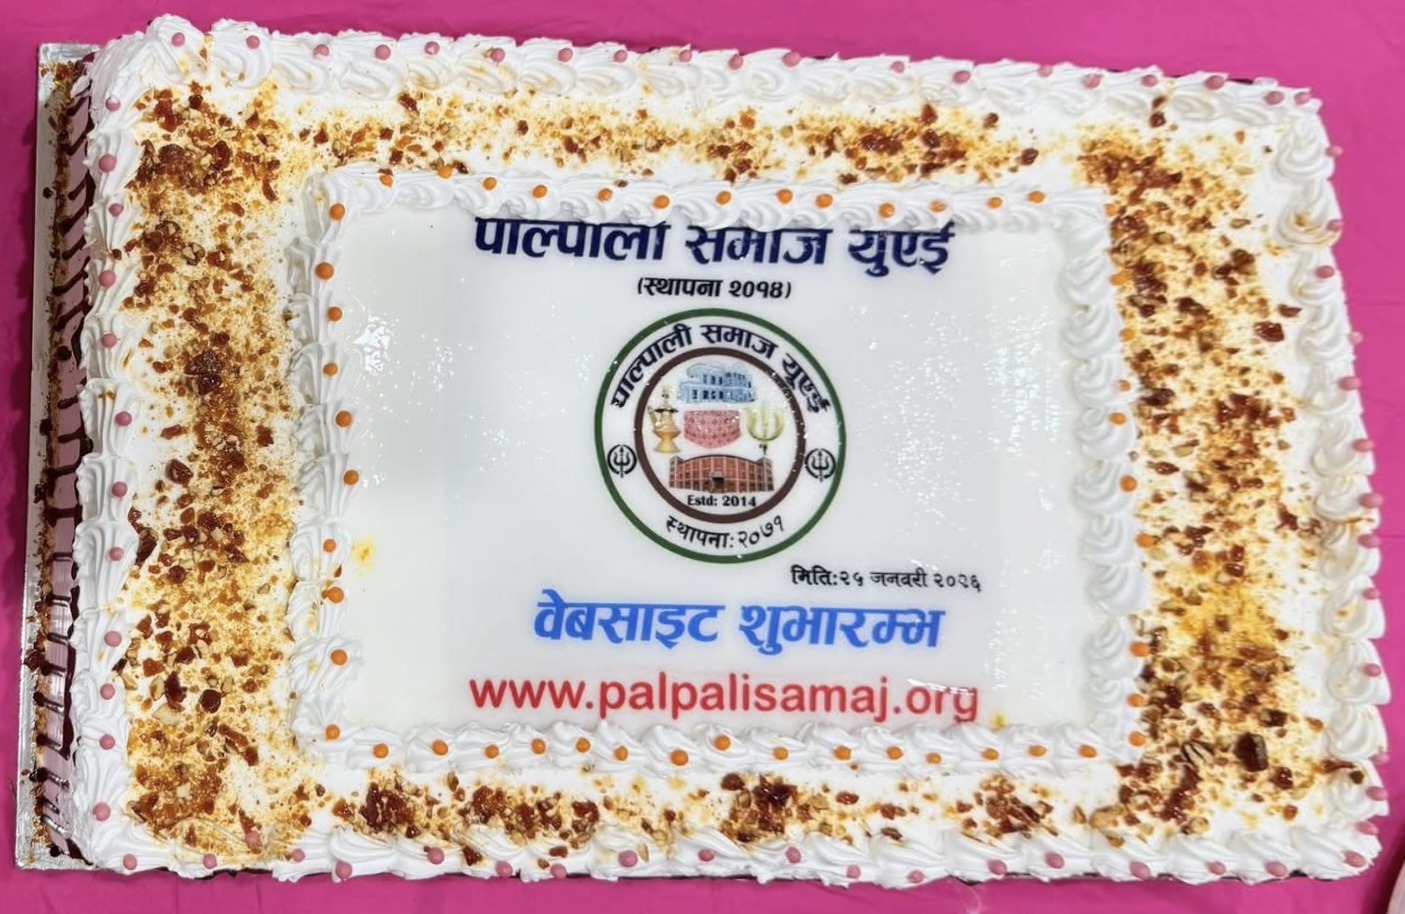 पाल्पाली समाज युएई
(स्थापना २०१४)
पाल्पाली समाज यूएई
Estd: 2014
स्थापना:२०७१
मिति:२५ जनवरी २०२६
वेबसाइट शुभारम्भ
www.palpalisamaj.org